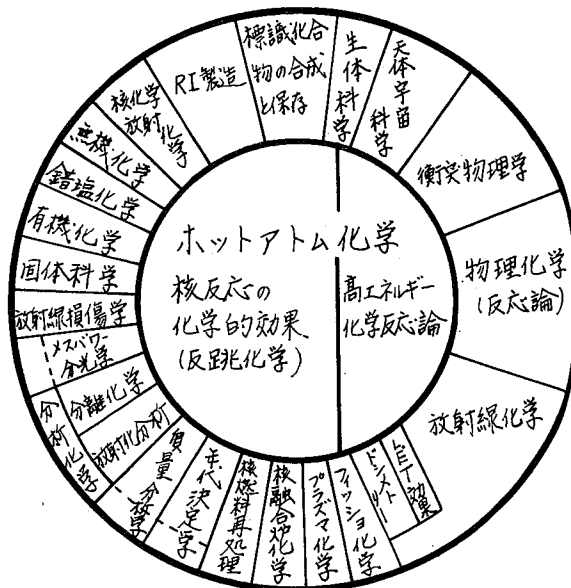 ホットアトム化学
核反応の
化学的効果
(反跳化学)
高エネルギー
化学反応論
標識化合
物の合成
と保存
生体科学
天体宇宙
科学
衝突物理学
物理化学
(反応論)
放射線化学
LET効果
ドシメトリー
フィッション化学
プラズマ化学
核融合炉化学
核燃料再
処理
年代決定学
質量分析学
放射化分析
分離化学
分析化学
メスバウアー
分光学
放射線損傷学
固体科学
有機化学
錯塩化学
無機化学
核化学
放射化学
RI製造